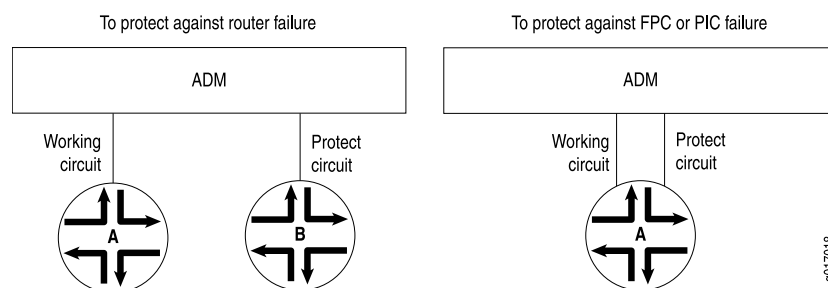 To protect against router failure
ADM
Working
circuit
Protect
circuit
A
B
To protect against FPC or PIC failure
ADM
Working
circuit
Protect
circuit
A
g017018